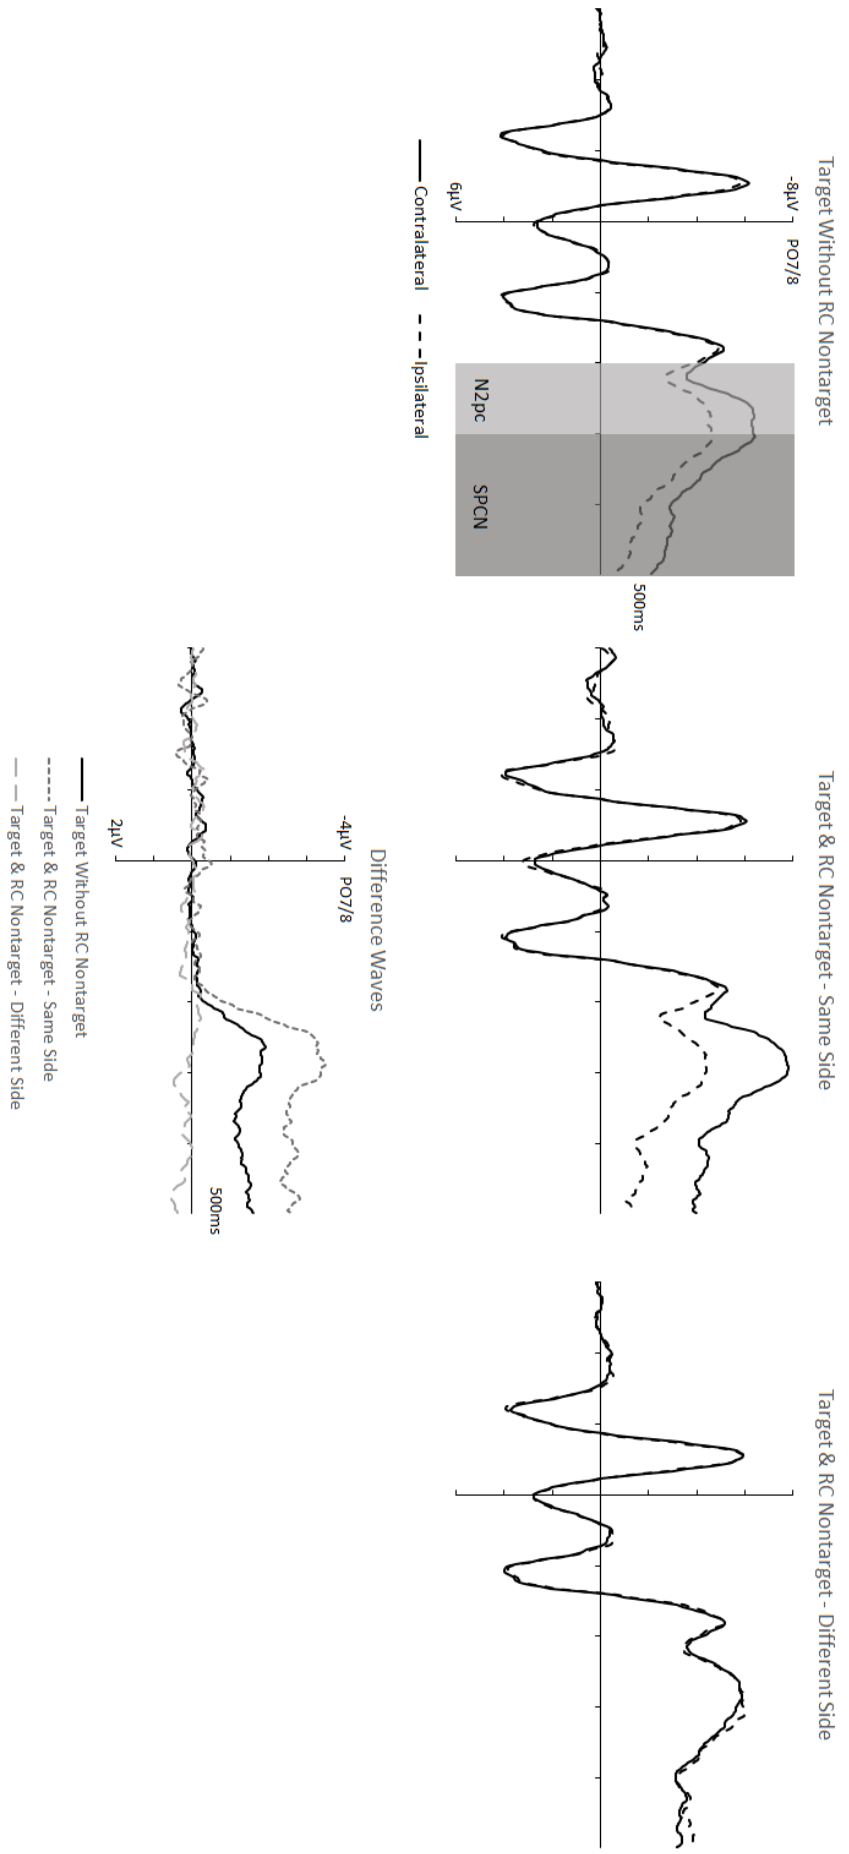 Target Without RC Nontarget
-8µV
PO7/8
6µV
N2pc
SPCN
500ms
Contralateral
Ipsilateral
Target & RC Nontarget - Same Side
Target & RC Nontarget - Different Side
Difference Waves
-4µV
PO7/8
2µV
500ms
Target Without RC Nontarget
Target & RC Nontarget - Same Side
Target & RC Nontarget - Different Side